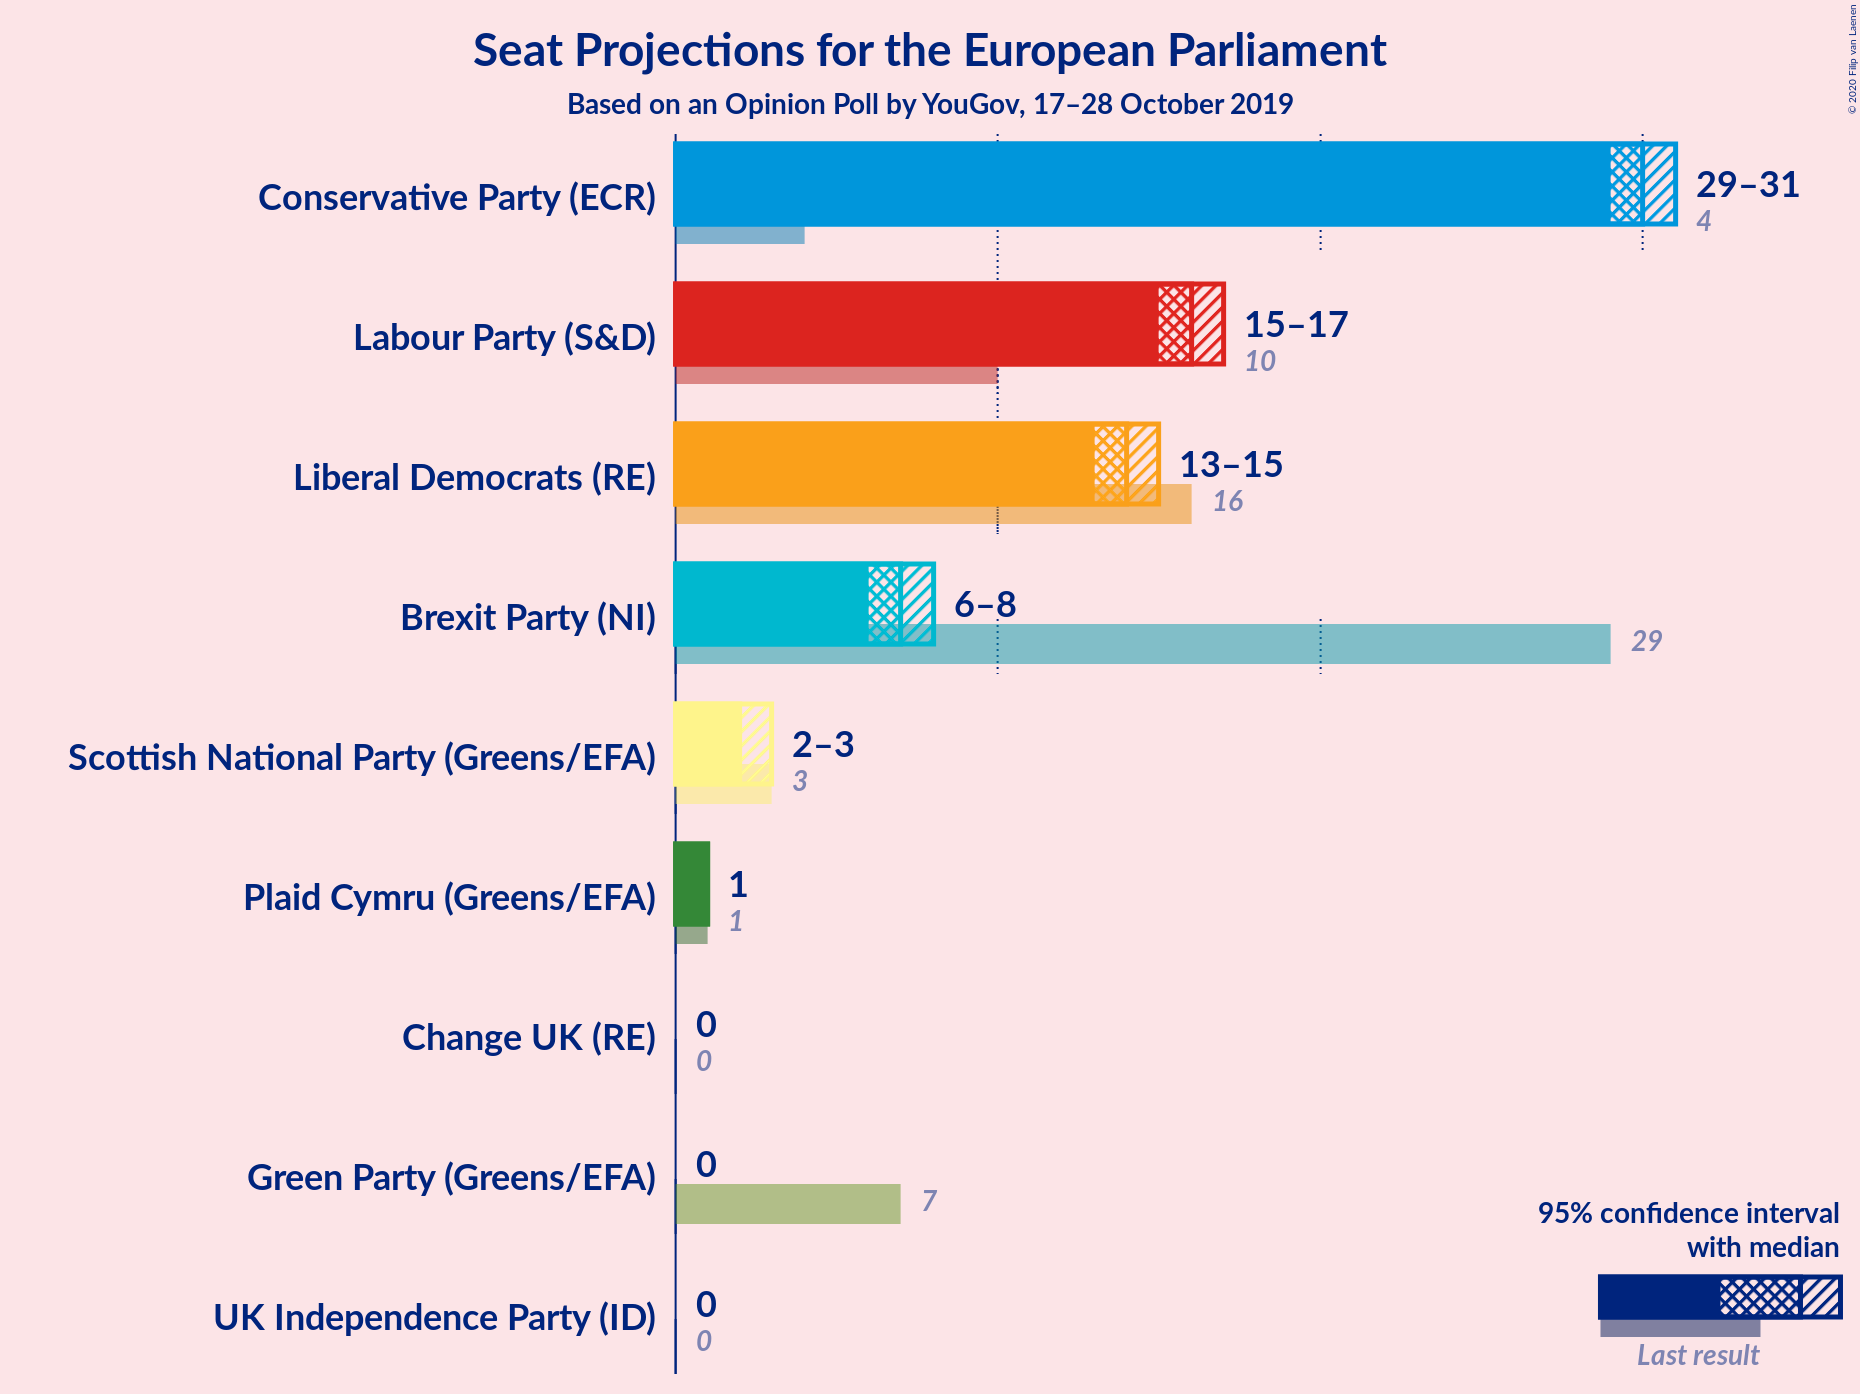 Seat Projections for the European Parliament
Based on an Opinion Poll by YouGov, 17–28 October 2019
© 2020 Filip van Laenen
Conservative Party (ECR)
29–31
4
Labour Party (S&D)
15–17
10
Liberal Democrats (RE)
13–15
16
Brexit Party (NI)
6–8
29
Scottish National Party (Greens/EFA)
2–3
3
Plaid Cymru (Greens/EFA)
1
1
Change UK (RE)
0
0
Green Party (Greens/EFA)
0
7
UK Independence Party (ID)
0
0
95% confidence interval
with median
Last result